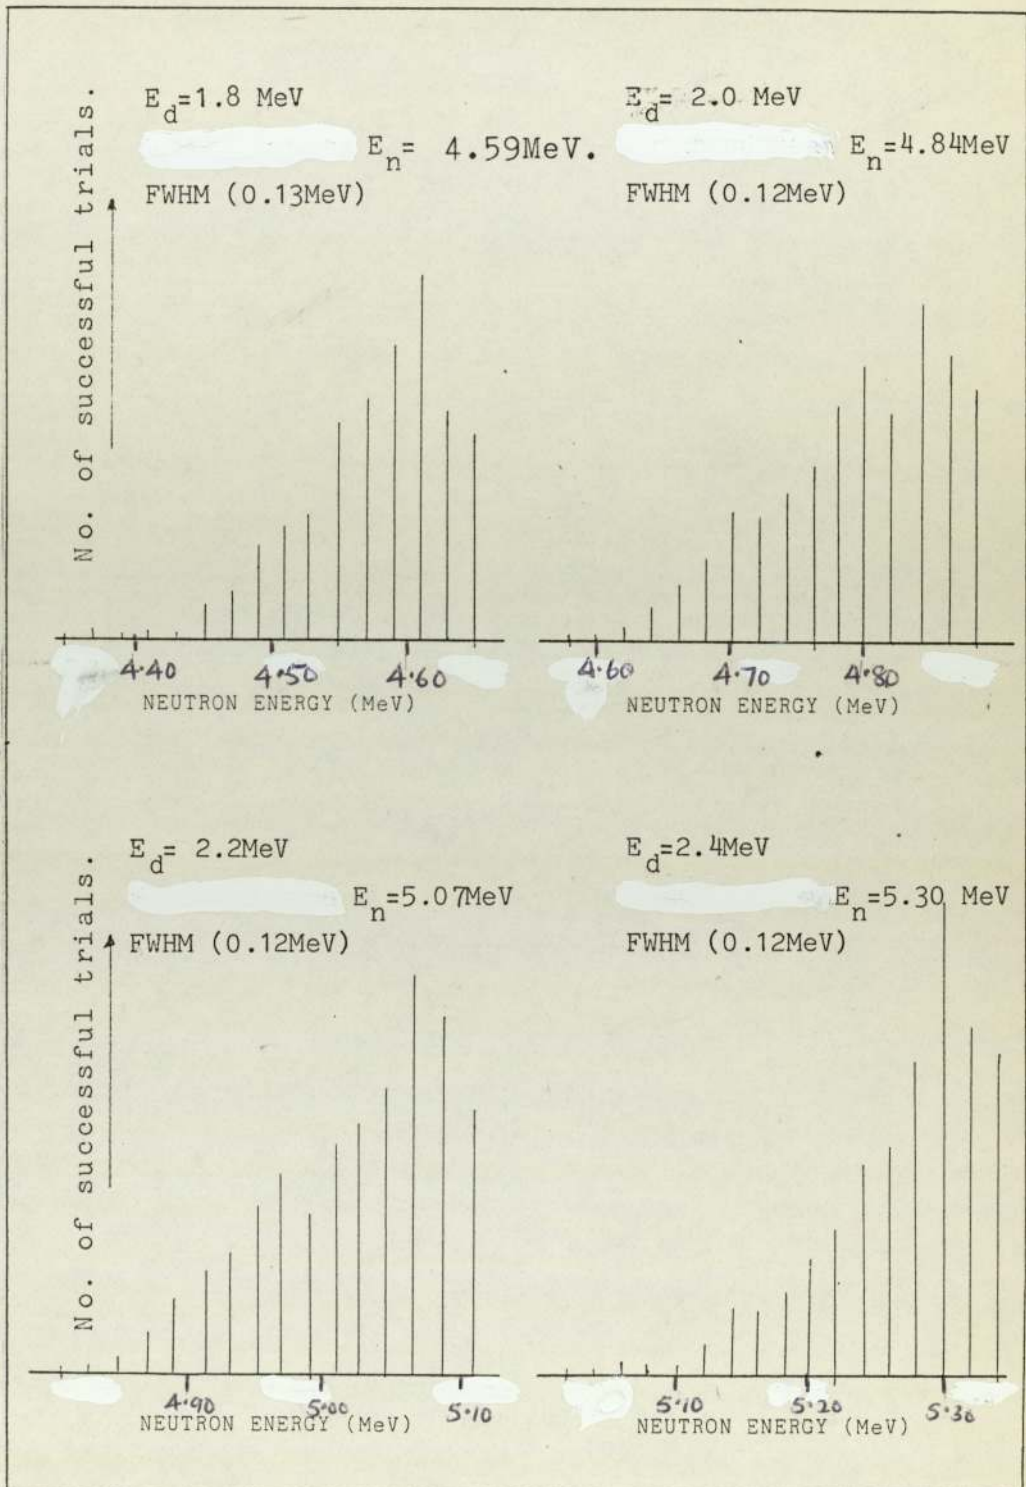 No. of successful trials.
E_d=1.8 MeV
E_n= 4.59MeV.
FWHM (0.13MeV)
4.40 4.50 4.60
NEUTRON ENERGY (MeV)
E_d= 2.0 MeV
E_n=4.84MeV
FWHM (0.12MeV)
4.60 4.70 4.80
NEUTRON ENERGY (MeV)
No. of successful trials.
E_d= 2.2MeV
E_n=5.07MeV
FWHM (0.12MeV)
4.90 5.00 5.10
NEUTRON ENERGY (MeV)
E_d=2.4MeV
E_n=5.30 MeV
FWHM (0.12MeV)
5.10 5.20 5.30
NEUTRON ENERGY (MeV)